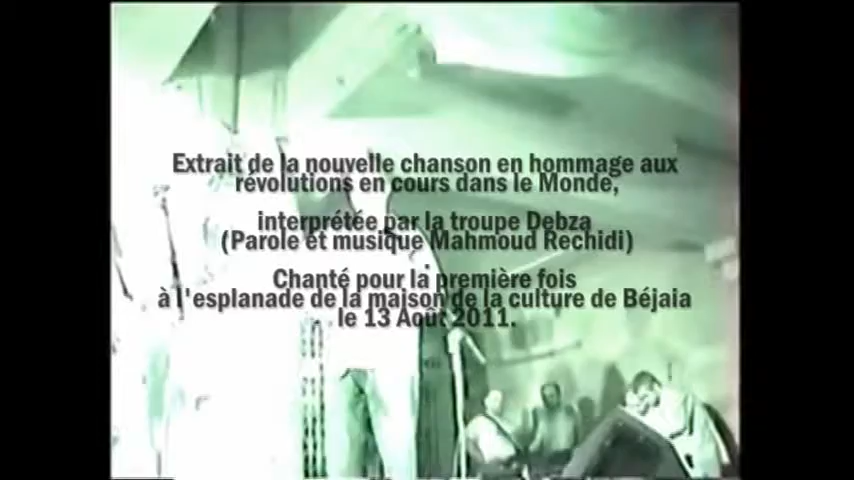 Extrait de la nouvelle chanson en hommage aux
révolutions en cours dans le Monde,
interprétée par la troupe Debza
(Parole et musique Mahmoud Rechidi)
Chanté pour la première fois
à l'esplanade de la maison de la culture de Béjaia
le 13 Août 2011.